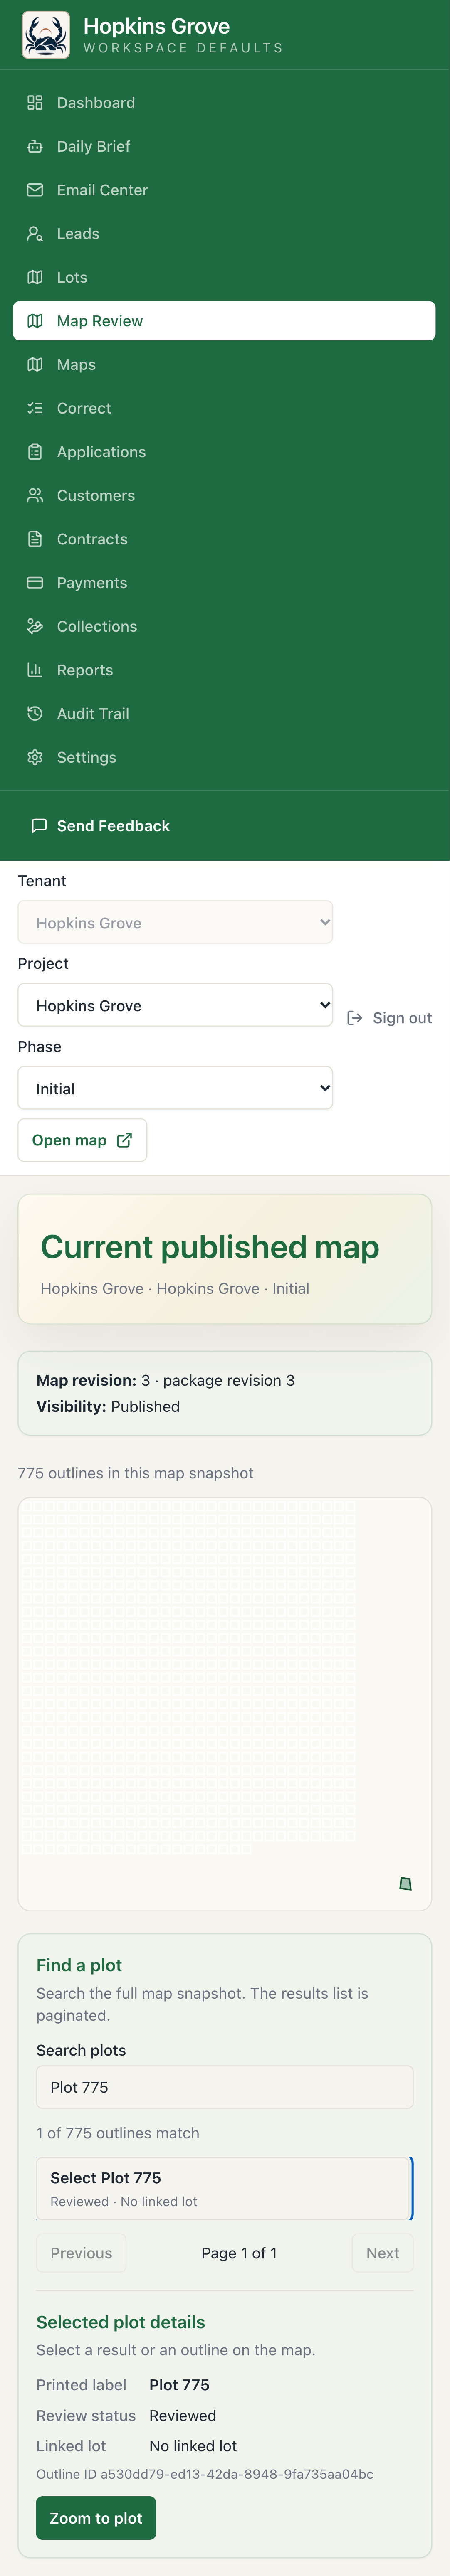 Hopkins Grove
WORKSPACE DEFAULTS
Dashboard
Daily Brief
Email Center
Leads
Lots
Map Review
Maps
Correct
Applications
Customers
Contracts
Payments
Collections
Reports
Audit Trail
Settings
Send Feedback
Tenant
Hopkins Grove
Project
Hopkins Grove
Sign out
Phase
Initial
Open map
Current published map
Hopkins Grove · Hopkins Grove · Initial
Map revision: 3 · package revision 3
Visibility: Published
775 outlines in this map snapshot
Find a plot
Search the full map snapshot. The results list is
paginated.
Search plots
Plot 775
1 of 775 outlines match
Select Plot 775
Reviewed · No linked lot
Previous Page 1 of 1 Next
Selected plot details
Select a result or an outline on the map.
Printed label Plot 775
Review status Reviewed
Linked lot No linked lot
Outline ID a530dd79-ed13-42da-8948-9fa735aa04bc
Zoom to plot